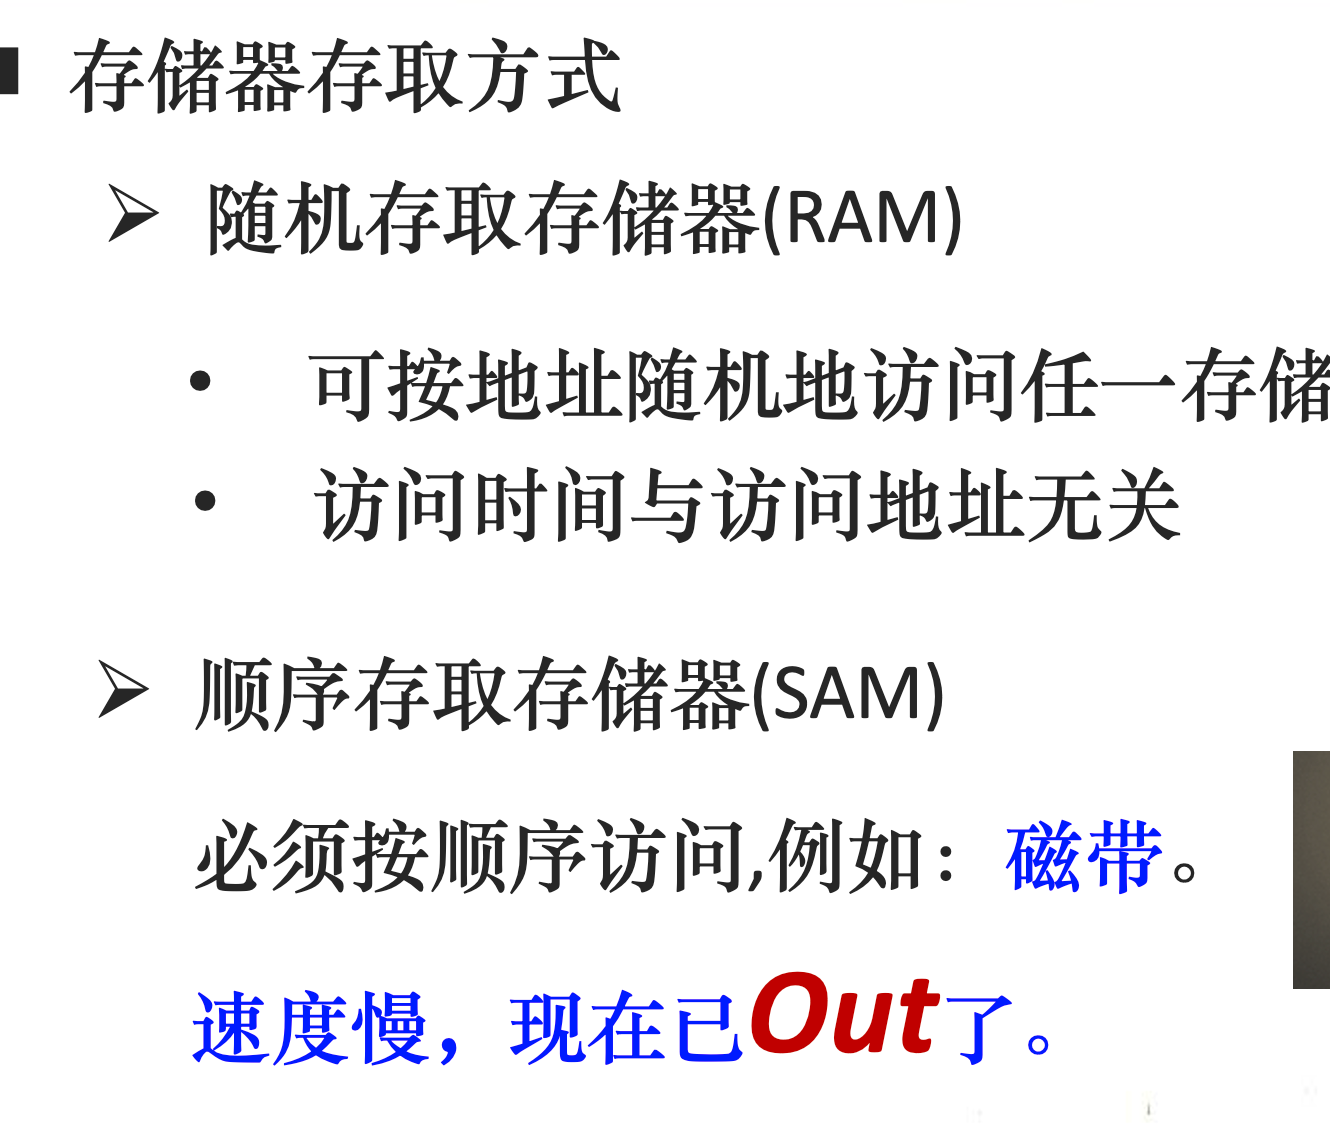 存储器存取方式
随机存取存储器(RAM)
可按地址随机地访问任一存储
访问时间与访问地址无关
顺序存取存储器(SAM)
必须按顺序访问,例如：磁带。
速度慢，现在已Out了。